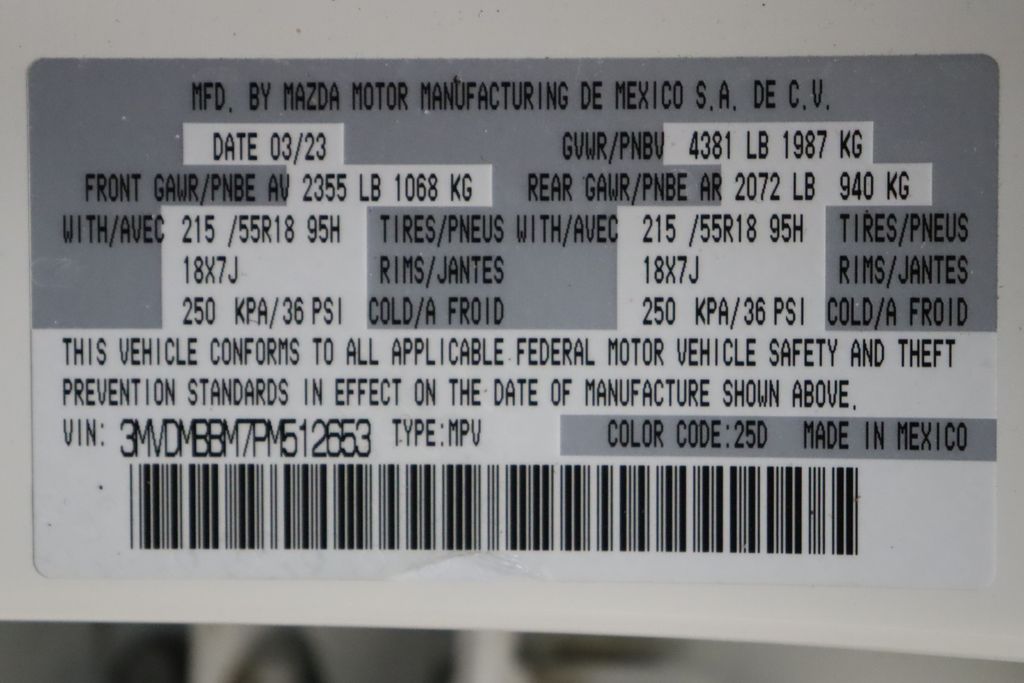 MFD. BY MAZDA MOTOR MANUFACTURING DE MEXICO S.A. DE C.V.
DATE 03/23 GVWR/PNBV 4381 LB 1987 KG
FRONT GAWR/PNBE AV 2355 LB 1068 KG REAR GAWR/PNBE AR 2072 LB 940 KG
WITH/AVEC 215 /55R18 95H TIRES/PNEUS WITH/AVEC 215 /55R18 95H TIRES/PNEUS
18X7J RIMS/JANTES 18X7J RIMS/JANTES
250 KPA/36 PSI COLD/A FROID 250 KPA/36 PSI COLD/A FROID
THIS VEHICLE CONFORMS TO ALL APPLICABLE FEDERAL MOTOR VEHICLE SAFETY AND THEFT
PREVENTION STANDARDS IN EFFECT ON THE DATE OF MANUFACTURE SHOWN ABOVE.
VIN: 3MVDMBBM7PM512653 TYPE:MPV COLOR CODE:25D MADE IN MEXICO